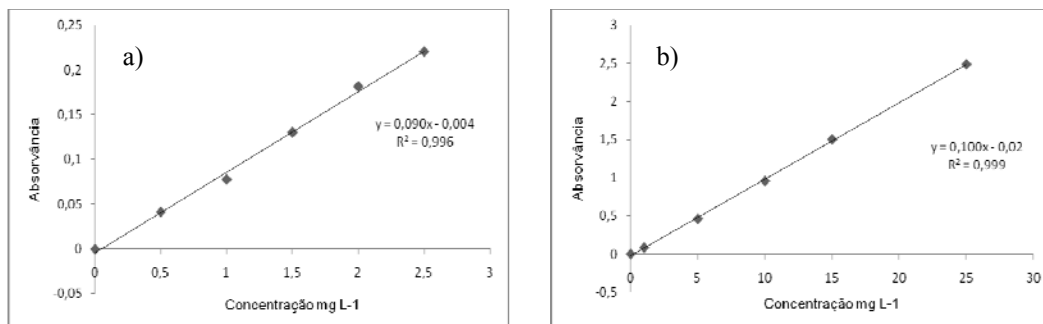 a)
0,25
0,2
0,15
0,1
0,05
0
-0,05
0
0,5
1
1,5
2
2,5
3
y = 0,090x - 0,004
R² = 0,996
Absorvância
Concentração mg L-1
b)
3
2,5
2
1,5
1
0,5
0
-0,5
0
5
10
15
20
25
30
y = 0,100x - 0,02
R² = 0,999
Absorvância
Concentração mg L-1